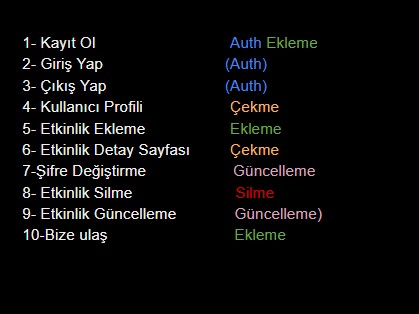 1- Kayıt Ol Auth Ekleme
2- Giriş Yap (Auth)
3- Çıkış Yap (Auth)
4- Kullanıcı Profili Çekme
5- Etkinlik Ekleme Ekleme
6- Etkinlik Detay Sayfası Çekme
7-Şifre Değiştirme Güncelleme
8- Etkinlik Silme Silme
9- Etkinlik Güncelleme Güncelleme)
10-Bize ulaş Ekleme